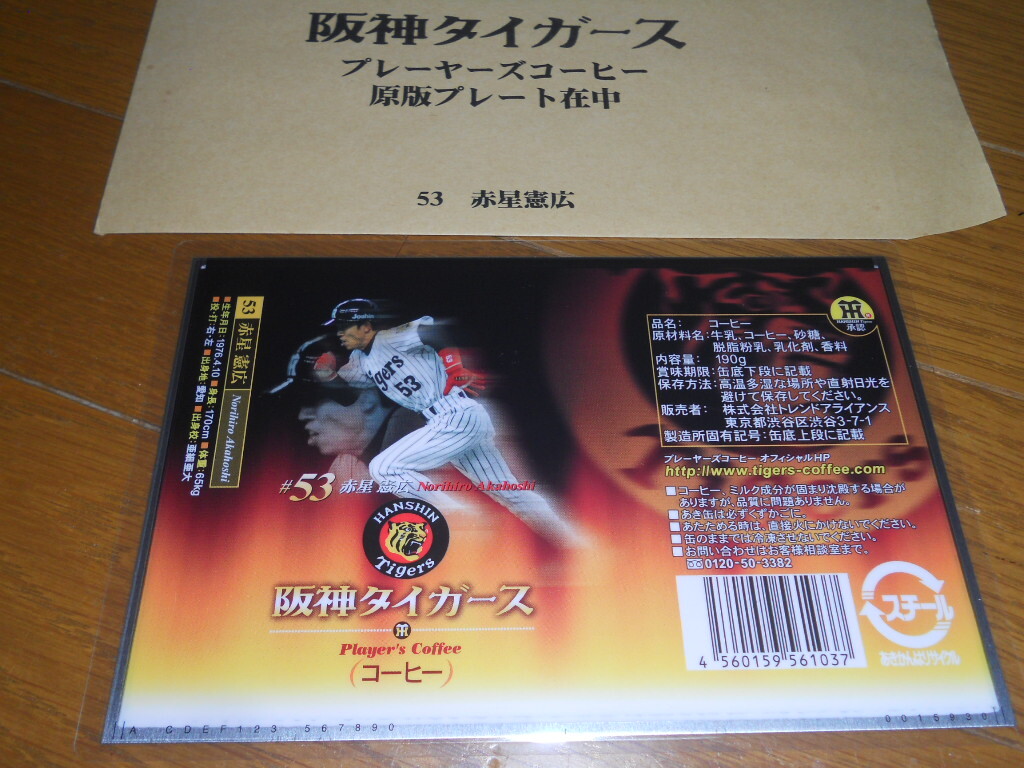 阪神タイガース
プレーヤーズコーヒー
原版プレート在中
53 赤星憲広
53 赤星憲広 Norihiro Akahoshi
■生年月日:1976.4.10 ■身長:170cm ■体重:65kg
■投・打:右・左 ■出身地:愛知 ■出身校:亜細亜大
Tigers
53
#53 赤星憲広 Norihiro Akahoshi
HANSHIN
Tigers
阪神タイガース
Player's Coffee
(コーヒー)
HANSHIN Tigers
承認
品名: コーヒー
原材料名:牛乳、コーヒー、砂糖、
脱脂粉乳、乳化剤、香料
内容量: 190g
賞味期限:缶底下段に記載
保存方法:高温多湿な場所や直射日光を
避けて保存してください。
販売者: 株式会社トレンドアライアンス
東京都渋谷区渋谷3-7-1
製造所固有記号:缶底上段に記載
プレーヤーズコーヒー オフィシャルHP
http://www.tigers-coffee.com
■コーヒー、ミルク成分が固まり沈殿する場合が
ありますが、品質に問題ありません。
■あき缶は必ずくずかごに。
■あたためる時は、直接火にかけないでください。
■缶のままでは冷凍させないでください。
■お問い合わせはお客様相談室まで。
0120-50-3382
4 560159 561037
スチール
あきかんはリサイクル
A CDEF123 567890